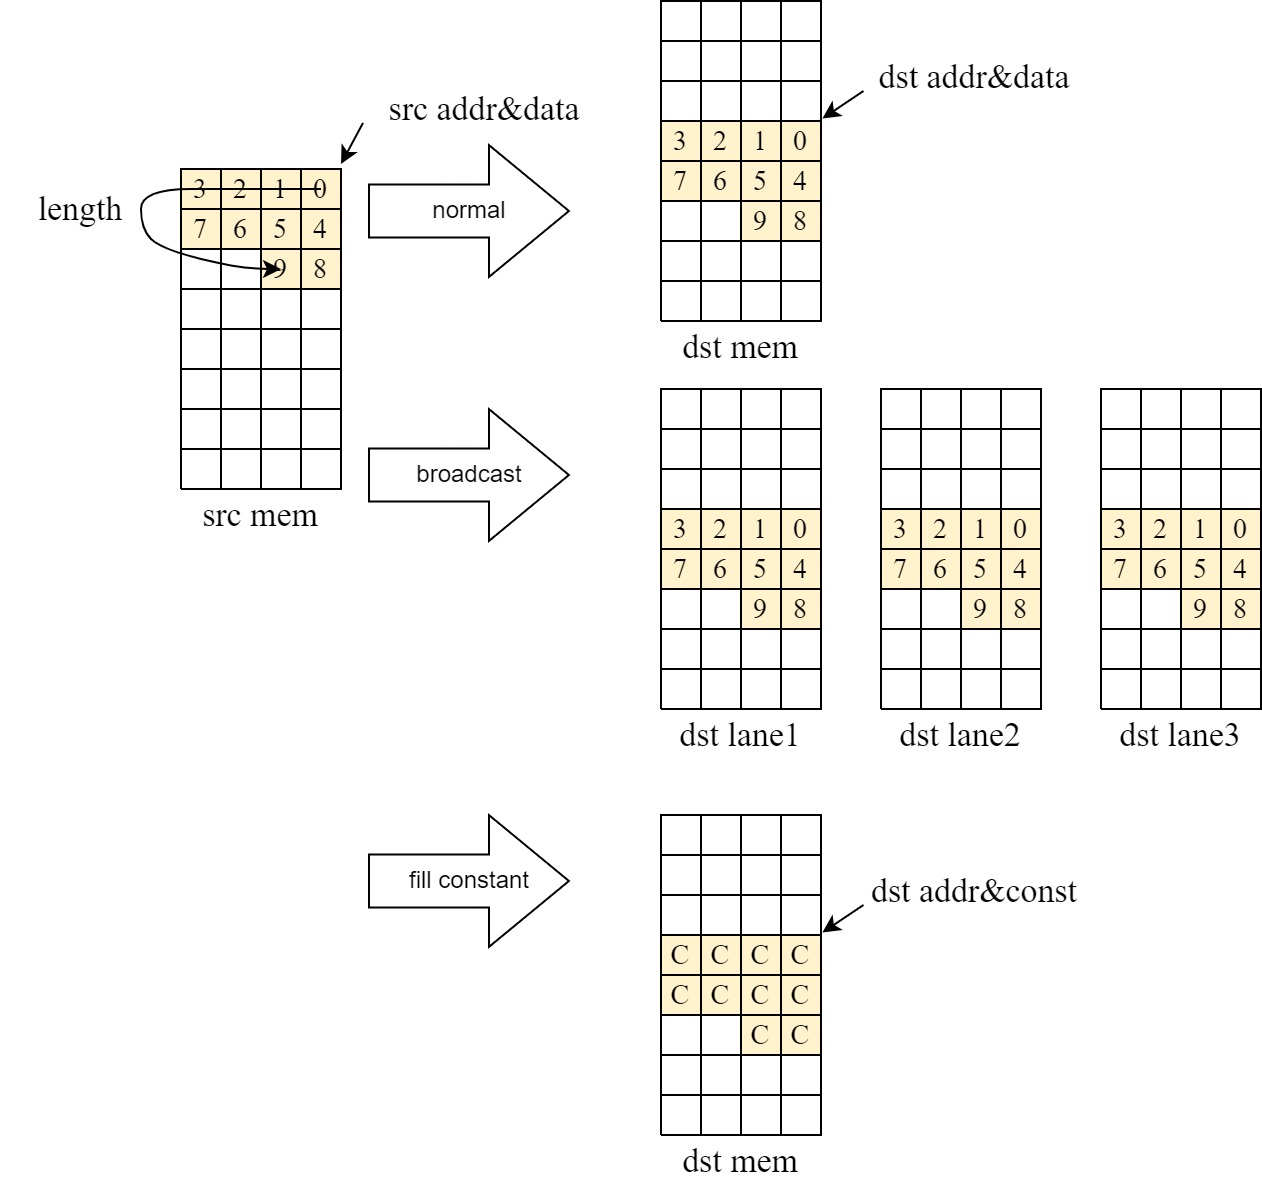 src addr&data
length
3 2 1 0
7 6 5 4
9 8
src mem
normal
dst addr&data
3 2 1 0
7 6 5 4
9 8
dst mem
broadcast
3 2 1 0
7 6 5 4
9 8
dst lane1
3 2 1 0
7 6 5 4
9 8
dst lane2
3 2 1 0
7 6 5 4
9 8
dst lane3
fill constant
dst addr&const
C C C C
C C C C
C C
dst mem